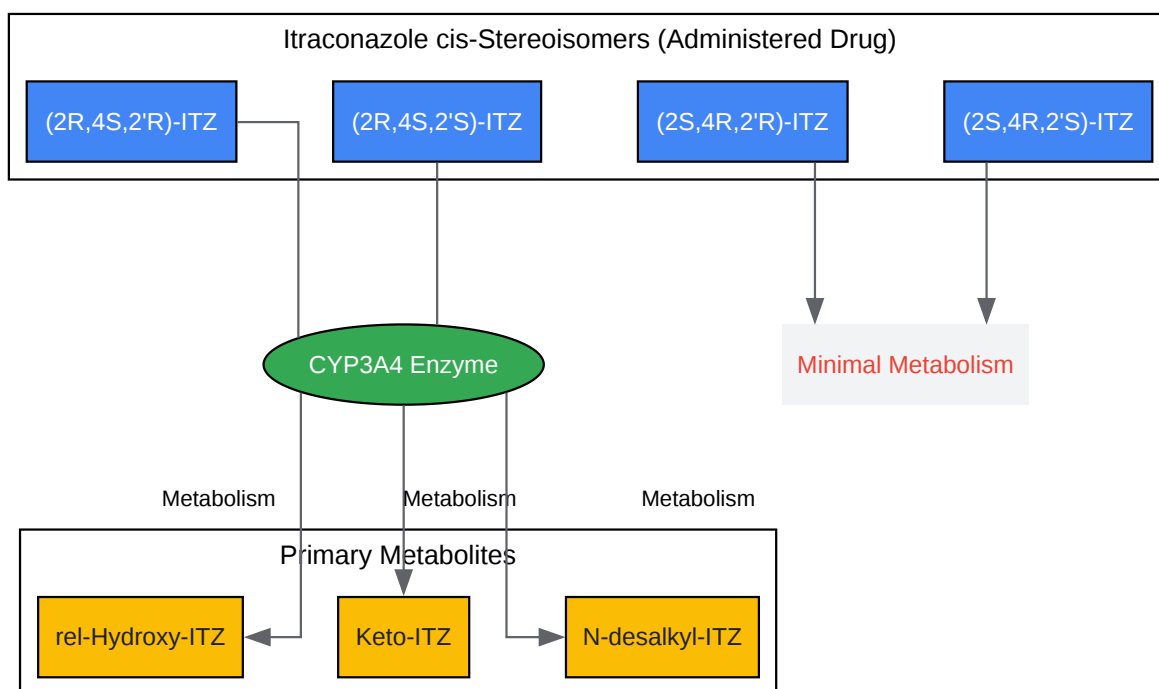 Itraconazole cis-Stereoisomers (Administered Drug)
(2R,4S,2'R)-ITZ
(2R,4S,2'S)-ITZ
(2S,4R,2'R)-ITZ
(2S,4R,2'S)-ITZ
CYP3A4 Enzyme
Minimal Metabolism
Metabolism
Metabolism
Metabolism
Primary Metabolites
rel-Hydroxy-ITZ
Keto-ITZ
N-desalkyl-ITZ